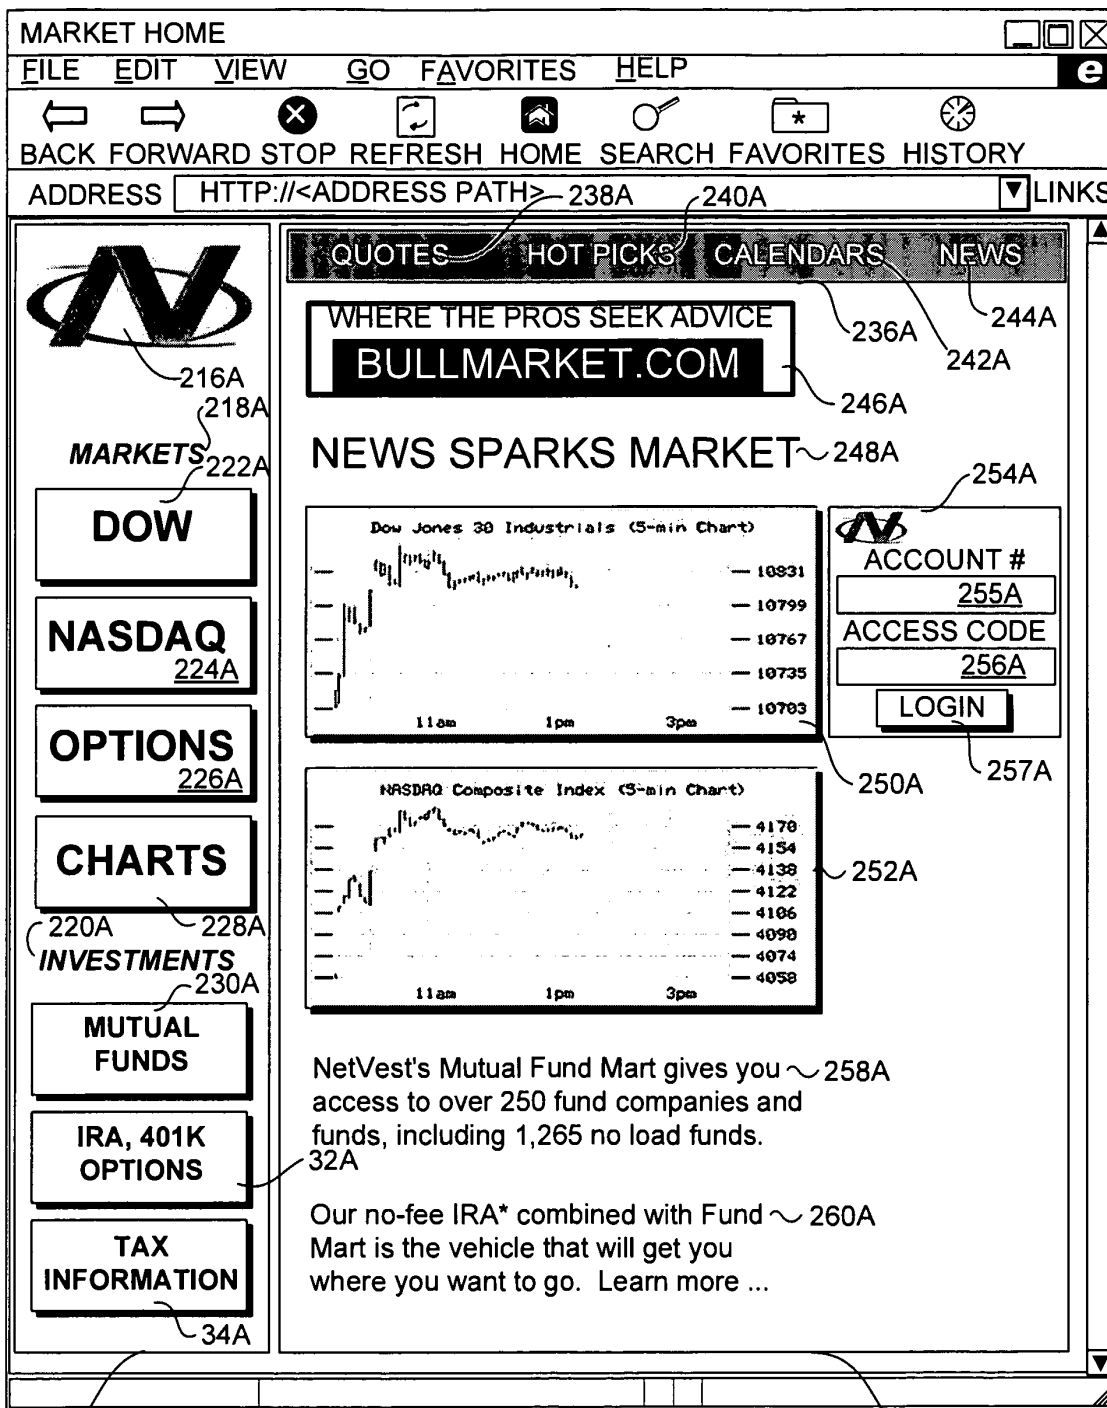 MARKET HOME
FILE EDIT VIEW GO FAVORITES HELP
e
BACK FORWARD STOP REFRESH HOME SEARCH FAVORITES HISTORY
ADDRESS HTTP://<ADDRESS PATH> LINKS
238A 240A
QUOTES HOT PICKS CALENDARS NEWS
236A 242A 244A
N
216A
WHERE THE PROS SEEK ADVICE
BULLMARKET.COM
246A
218A
MARKETS
222A
DOW
NASDAQ
224A
OPTIONS
226A
CHARTS
220A 228A
INVESTMENTS
230A
MUTUAL
FUNDS
IRA, 401K
OPTIONS
32A
TAX
INFORMATION
34A
NEWS SPARKS MARKET 248A
Dow Jones 30 Industrials (5-min Chart)
10831
10799
10767
10735
10703
11am 1pm 3pm
250A
254A
N
ACCOUNT #
255A
ACCESS CODE
256A
LOGIN
257A
NASDAQ Composite Index (5-min Chart)
4170
4154
4138
4122
4106
4090
4074
4058
11am 1pm 3pm
252A
NetVest's Mutual Fund Mart gives you 258A
access to over 250 fund companies and
funds, including 1,265 no load funds.
Our no-fee IRA* combined with Fund 260A
Mart is the vehicle that will get you
where you want to go. Learn more ...